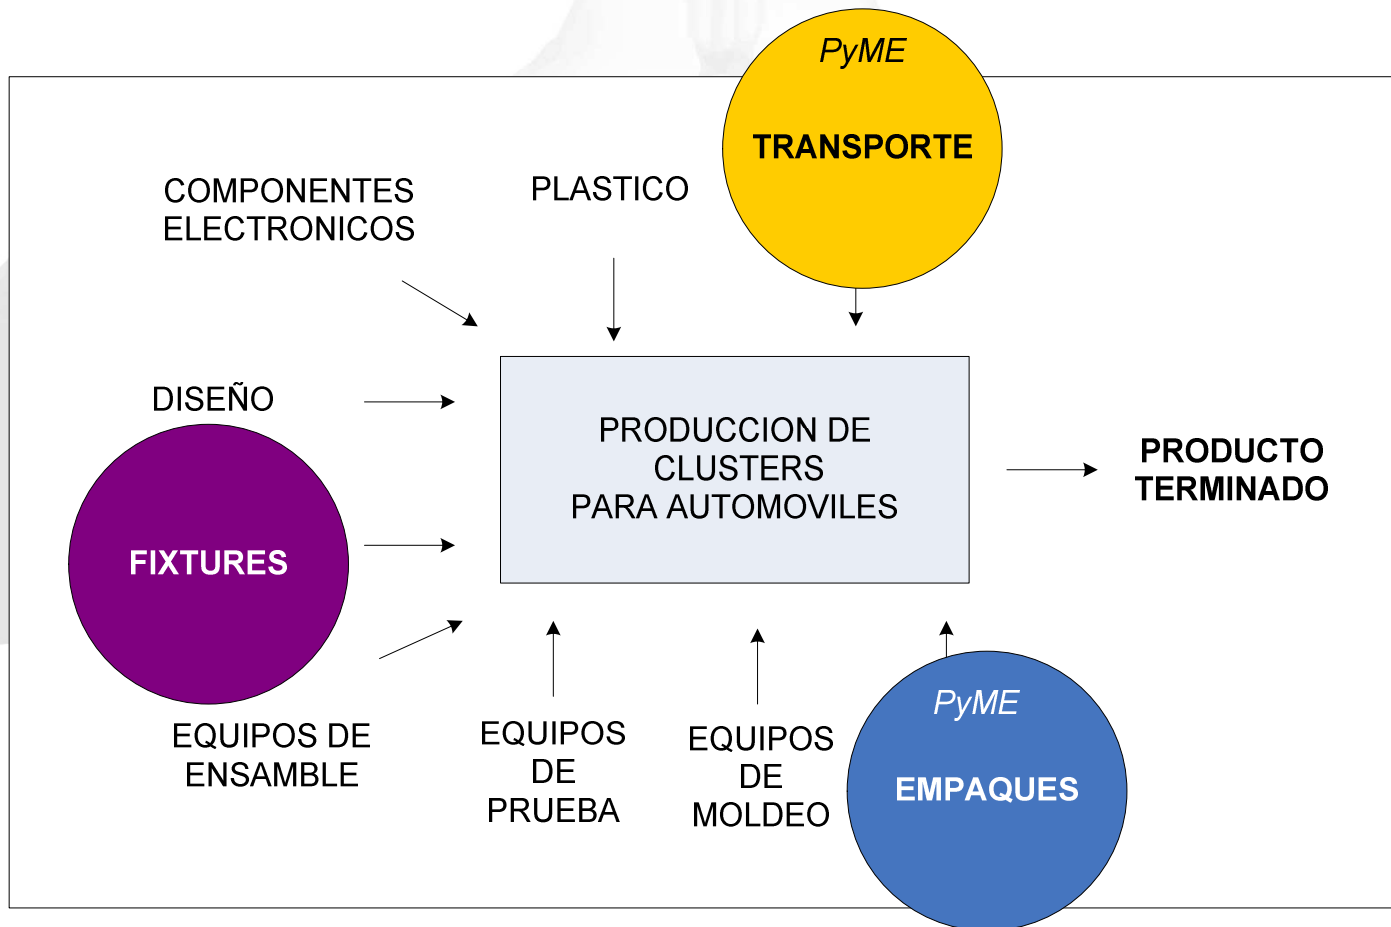 PyME
TRANSPORTE
COMPONENTES
ELECTRONICOS
PLASTICO
DISEÑO
PRODUCCION DE
CLUSTERS
PARA AUTOMOVILES
PRODUCTO
TERMINADO
FIXTURES
EQUIPOS DE
ENSAMBLE
EQUIPOS
DE
PRUEBA
EQUIPOS
DE
MOLDEO
PyME
EMPAQUES